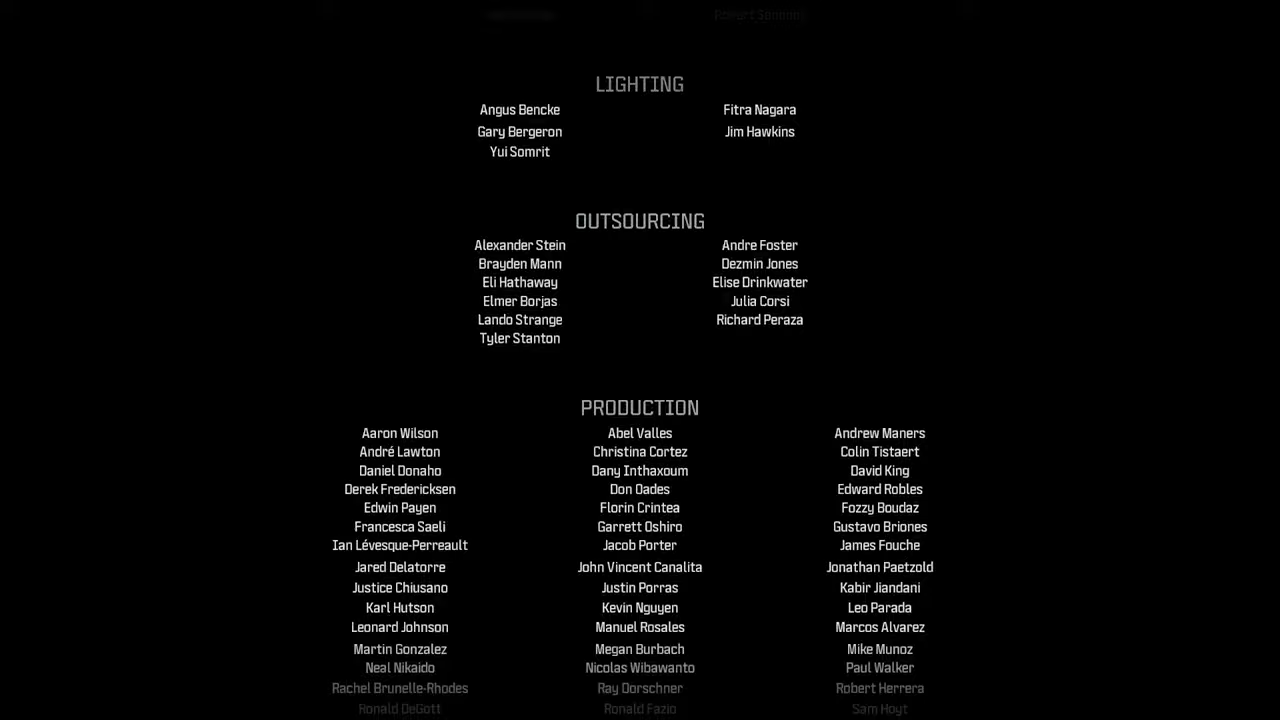 LIGHTING
Angus Bencke Fitra Nagara
Gary Bergeron Jim Hawkins
Yui Somrit
OUTSOURCING
Alexander Stein Andre Foster
Brayden Mann Dezmin Jones
Eli Hathaway Elise Drinkwater
Elmer Borjas Julia Corsi
Lando Strange Richard Peraza
Tyler Stanton
PRODUCTION
Aaron Wilson Abel Valles Andrew Maners
André Lawton Christina Cortez Colin Tistaert
Daniel Donaho Dany Inthaxoum David King
Derek Fredericksen Don Oades Edward Robles
Edwin Payen Florin Crintea Fozzy Boudaz
Francesca Saeli Garrett Oshiro Gustavo Briones
Ian Lévesque-Perreault Jacob Porter James Fouche
Jared Delatorre John Vincent Canalita Jonathan Paetzold
Justice Chiusano Justin Porras Kabir Jiandani
Karl Hutson Kevin Nguyen Leo Parada
Leonard Johnson Manuel Rosales Marcos Alvarez
Martin Gonzalez Megan Burbach Mike Munoz
Neal Nikaido Nicolas Wibawanto Paul Walker
Rachel Brunelle-Rhodes Ray Dorschner Robert Herrera
Ronald DeGott Ronald Fazio Sam Hoyt